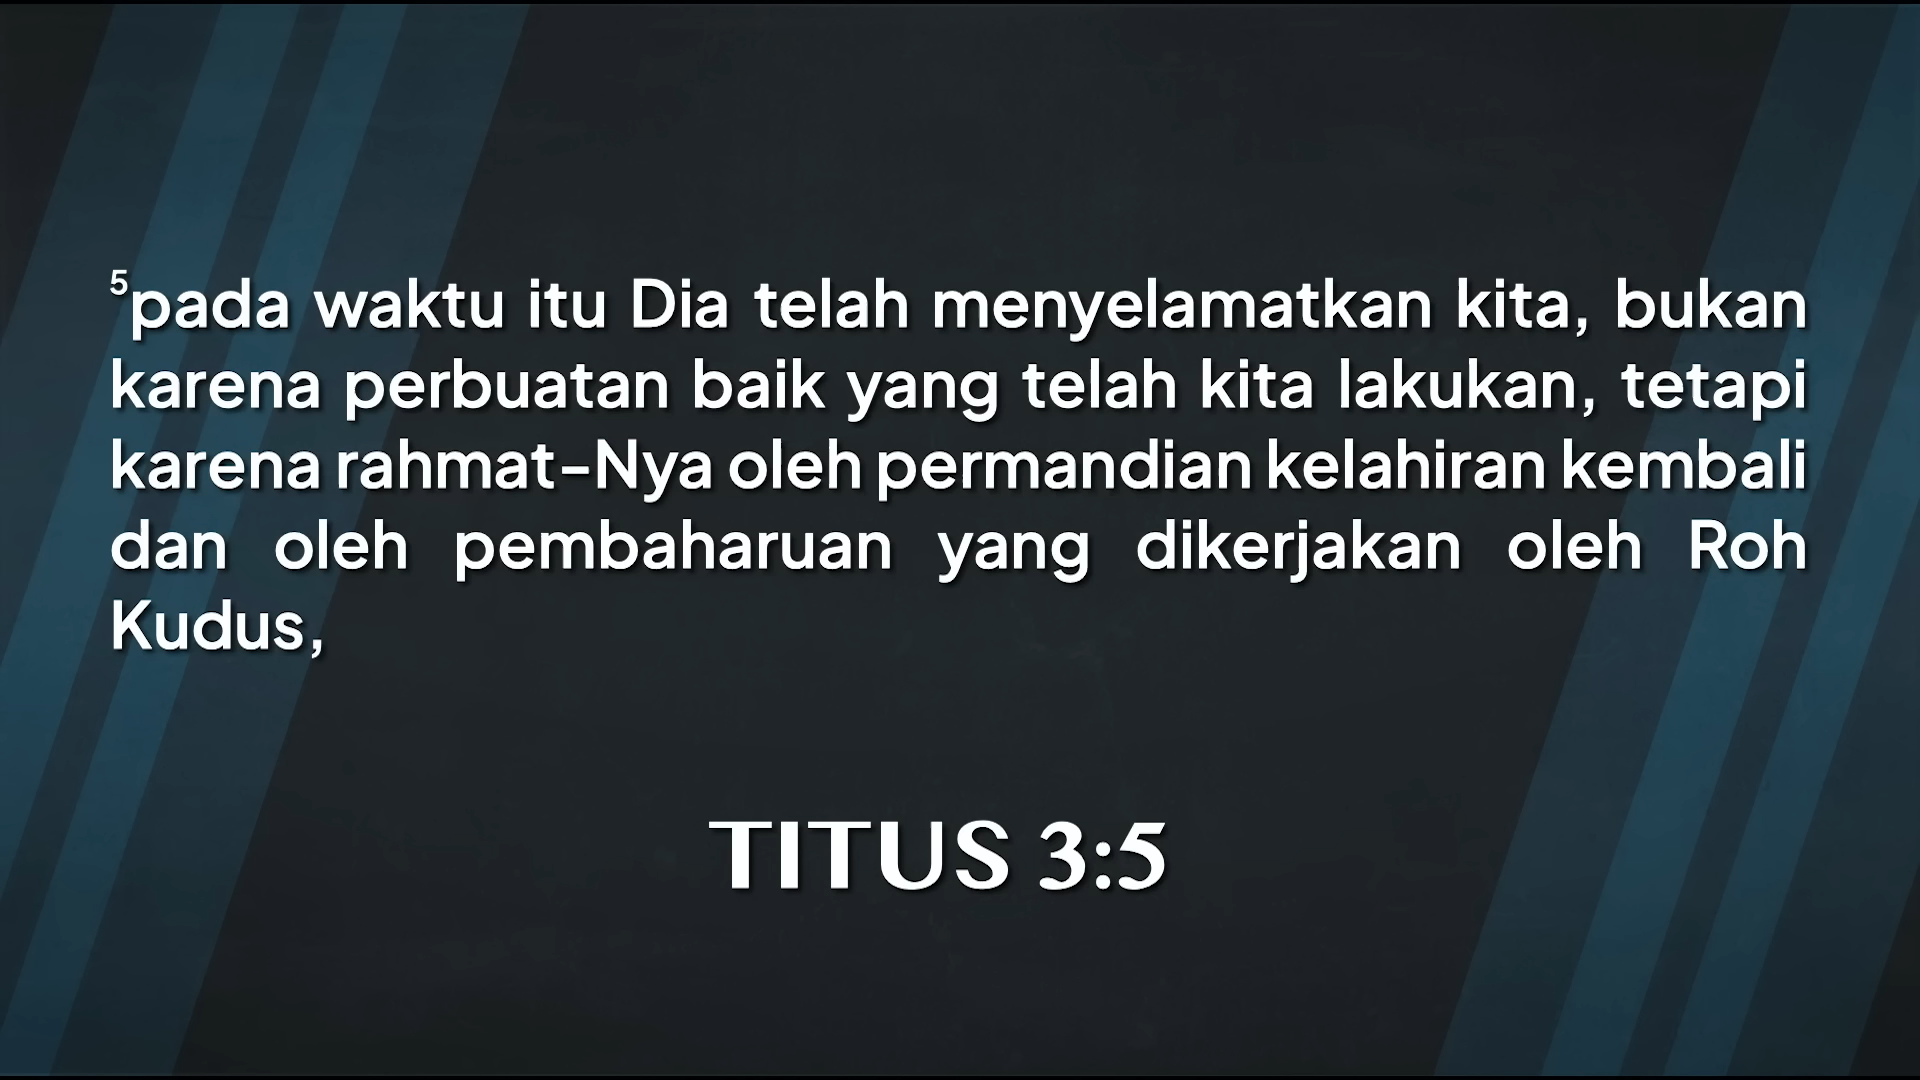 ⁵pada waktu itu Dia telah menyelamatkan kita, bukan
karena perbuatan baik yang telah kita lakukan, tetapi
karena rahmat-Nya oleh permandian kelahiran kembali
dan oleh pembaharuan yang dikerjakan oleh Roh
Kudus,
TITUS 3:5